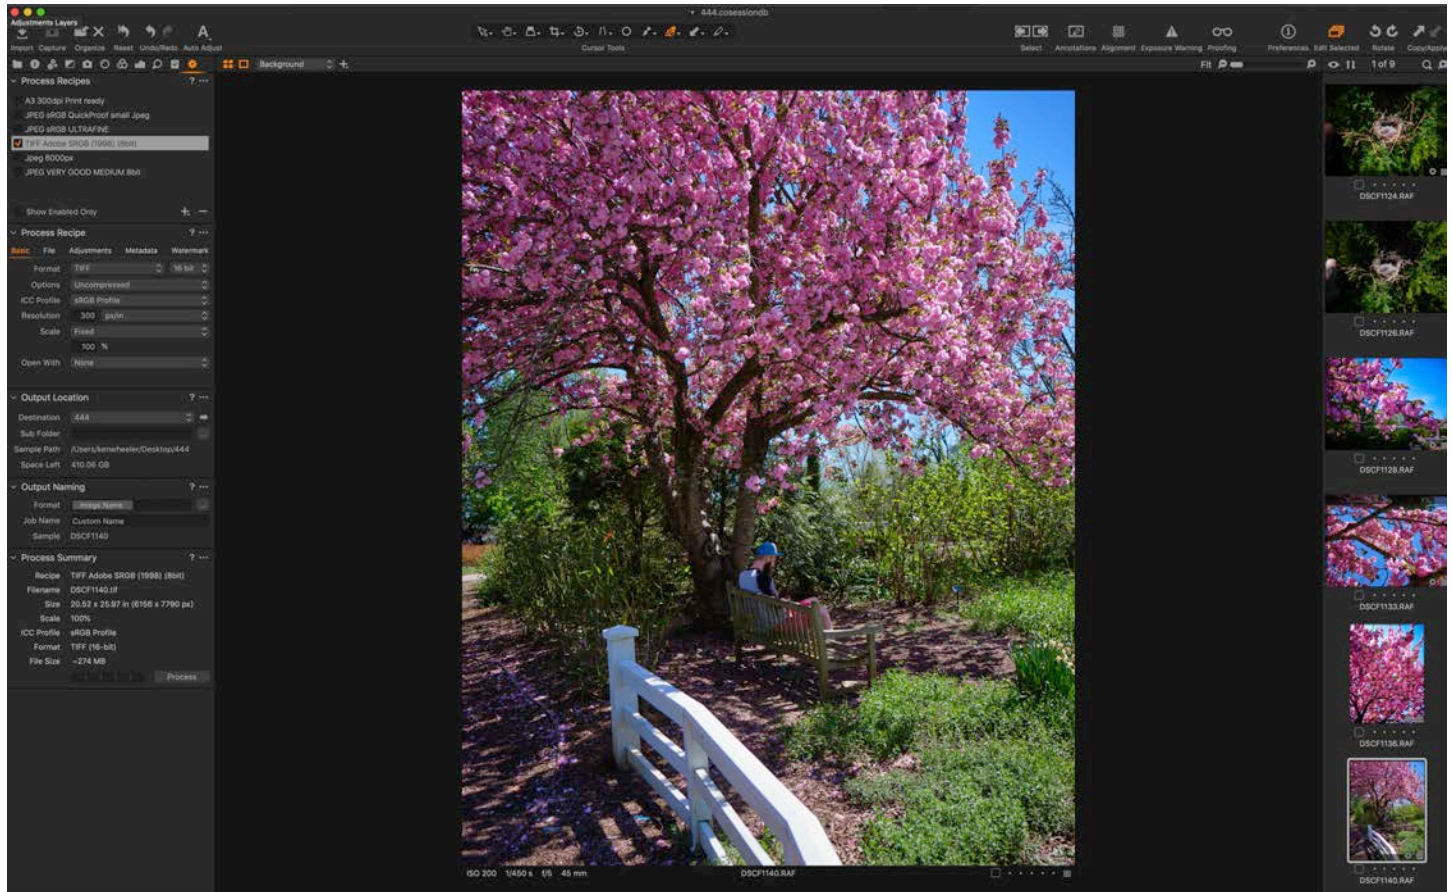 444.cosessiondb
Adjustments Layers
Import Capture Organize Reset Undo/Redo Auto Adjust
Cursor Tools
Select Annotations Alignment Exposure Warning Proofing
Preferences Edit Selected Rotate Copy/Apply
Background
Fit
1 of 9
Process Recipes ? ...
A3 300dpi Print ready
JPEG sRGB QuickProof small Jpeg
JPEG sRGB ULTRAFINE
TIFF Adobe SRGB (1998) (8bit)
Jpeg 6000px
JPEG VERY GOOD MEDIUM 8bit
Show Enabled Only + −
Process Recipe ? ...
Basic File Adjustments Metadata Watermark
Format TIFF 16 bit
Options Uncompressed
ICC Profile sRGB Profile
Resolution 300 px/in
Scale Fixed
100 %
Open With None
Output Location ? ...
Destination 444
Sub Folder
Sample Path /Users/kenwheeler/Desktop/444
Space Left 410.06 GB
Output Naming ? ...
Format Image Name
Job Name Custom Name
Sample DSCF1140
Process Summary ? ...
Recipe TIFF Adobe SRGB (1998) (8bit)
Filename DSCF1140.tif
Size 20.52 x 25.97 in (6156 x 7790 px)
Scale 100%
ICC Profile sRGB Profile
Format TIFF (16-bit)
File Size ~274 MB
Process
ISO 200 1/450 s f/5 45 mm
DSCF1140.RAF
DSCF1124.RAF
DSCF1126.RAF
DSCF1128.RAF
DSCF1133.RAF
DSCF1136.RAF
DSCF1140.RAF